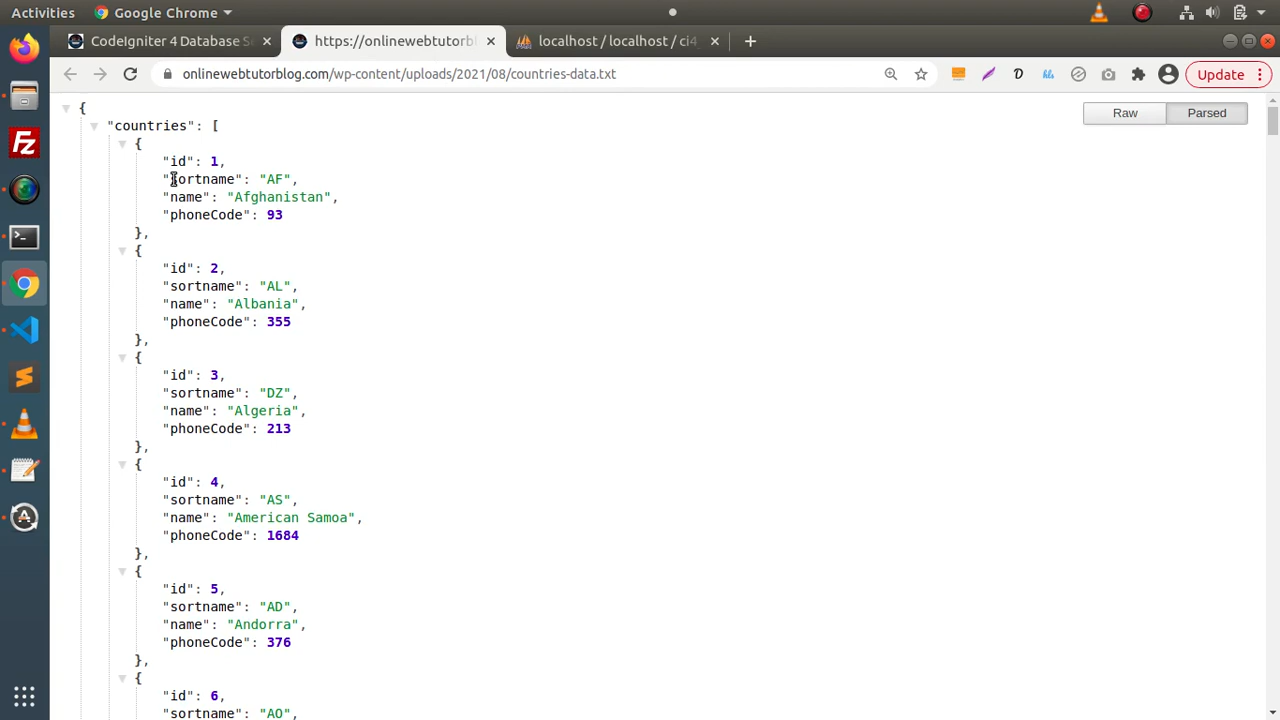 Activities Google Chrome
CodeIgniter 4 Database Se
https://onlinewebtutorbl
localhost / localhost / ci4
onlinewebtutorblog.com/wp-content/uploads/2021/08/countries-data.txt
Update
Raw Parsed
{
"countries": [
{
"id": 1,
"sortname": "AF",
"name": "Afghanistan",
"phoneCode": 93
},
{
"id": 2,
"sortname": "AL",
"name": "Albania",
"phoneCode": 355
},
{
"id": 3,
"sortname": "DZ",
"name": "Algeria",
"phoneCode": 213
},
{
"id": 4,
"sortname": "AS",
"name": "American Samoa",
"phoneCode": 1684
},
{
"id": 5,
"sortname": "AD",
"name": "Andorra",
"phoneCode": 376
},
{
"id": 6,
"sortname": "AO",